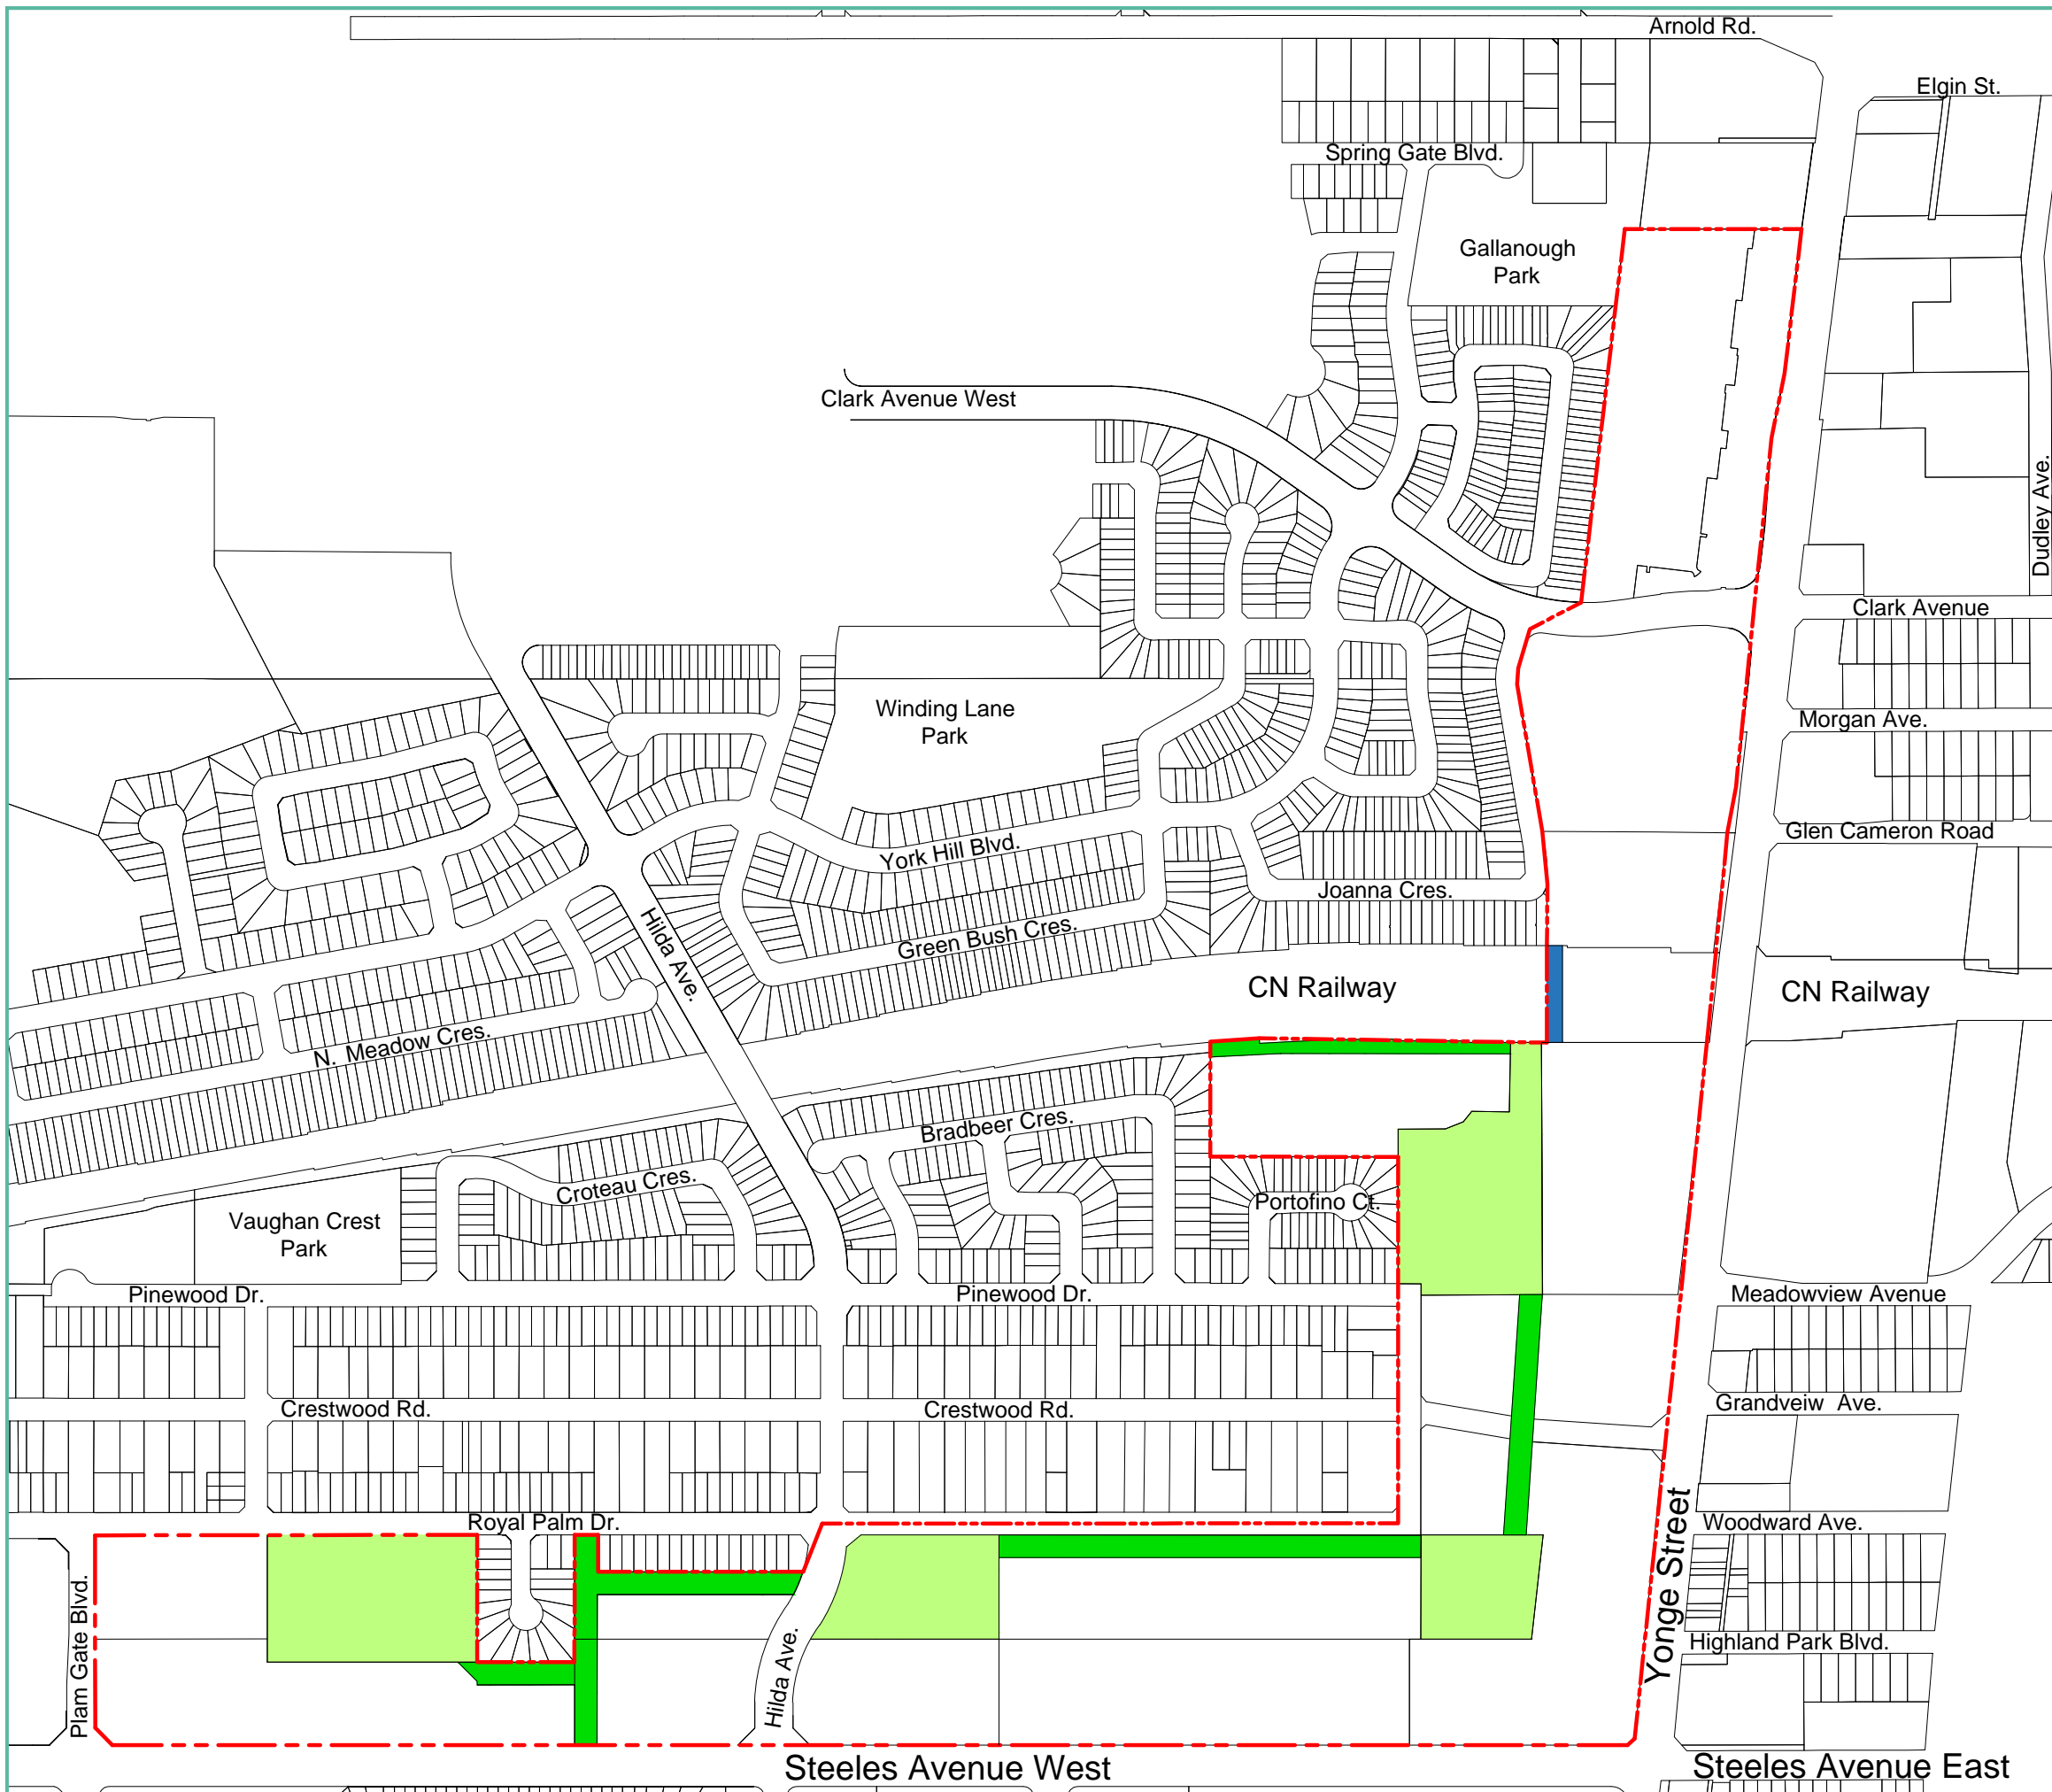 Arnold Rd.
Elgin St.
Spring Gate Blvd.
Gallanough
Park
Clark Avenue West
Dudley Ave.
Clark Avenue
Winding Lane
Park
Morgan Ave.
Glen Cameron Road
York Hill Blvd.
Joanna Cres.
Hilda Ave.
Green Bush Cres.
CN Railway
CN Railway
N. Meadow Cres.
Bradbeer Cres.
Croteau Cres.
Portofino Ct.
Vaughan Crest
Park
Pinewood Dr.
Pinewood Dr.
Meadowview Avenue
Crestwood Rd.
Crestwood Rd.
Grandveiw Ave.
Royal Palm Dr.
Woodward Ave.
Yonge Street
Plam Gate Blvd.
Hilda Ave.
Highland Park Blvd.
Steeles Avenue West
Steeles Avenue East